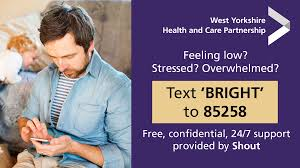 West Yorkshire
Health and Care Partnership
Feeling low?
Stressed? Overwhelmed?
Text ‘BRIGHT’
to 85258
Free, confidential, 24/7 support
provided by Shout